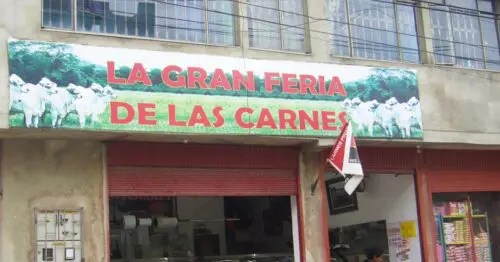 LA GRAN FERIA
DE LAS CARNES